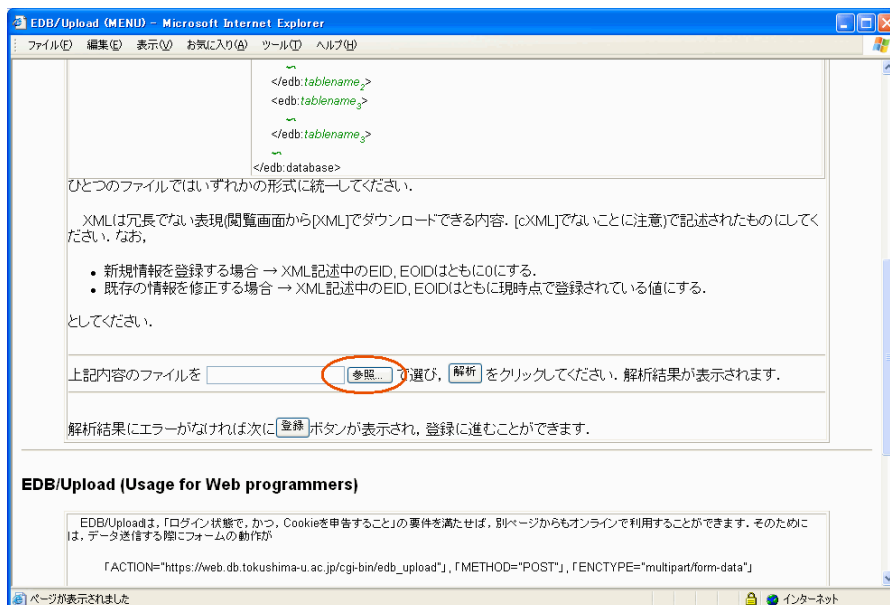 EDB/Upload (MENU) - Microsoft Internet Explorer
ファイル(F) 編集(E) 表示(V) お気に入り(A) ツール(T) ヘルプ(H)
</edb:tablename2>
<edb:tablename3>
</edb:tablename3>
</edb:database>
ひとつのファイルではいずれかの形式に統一してください.
XMLは冗長でない表現(閲覧画面から[XML]でダウンロードできる内容. [cXML]でないことに注意)で記述されたものにしてく
ださい. なお,
• 新規情報を登録する場合 → XML記述中のEID, EOIDはともに0にする.
• 既存の情報を修正する場合 → XML記述中のEID, EOIDはともに現時点で登録されている値にする.
としてください.
上記内容のファイルを 参照... で選び, 解析 をクリックしてください. 解析結果が表示されます.
解析結果にエラーがなければ次に 登録 ボタンが表示され, 登録に進むことができます.
EDB/Upload (Usage for Web programmers)
EDB/Uploadは,「ログイン状態で, かつ, Cookieを申告すること」の要件を満たせば, 別ページからもオンラインで利用することができます. そのために
は, データ送信する際にフォームの動作が
「ACTION="https://web.db.tokushima-u.ac.jp/cgi-bin/edb_upload"」,「METHOD="POST"」,「ENCTYPE="multipart/form-data"」
ページが表示されました インターネット